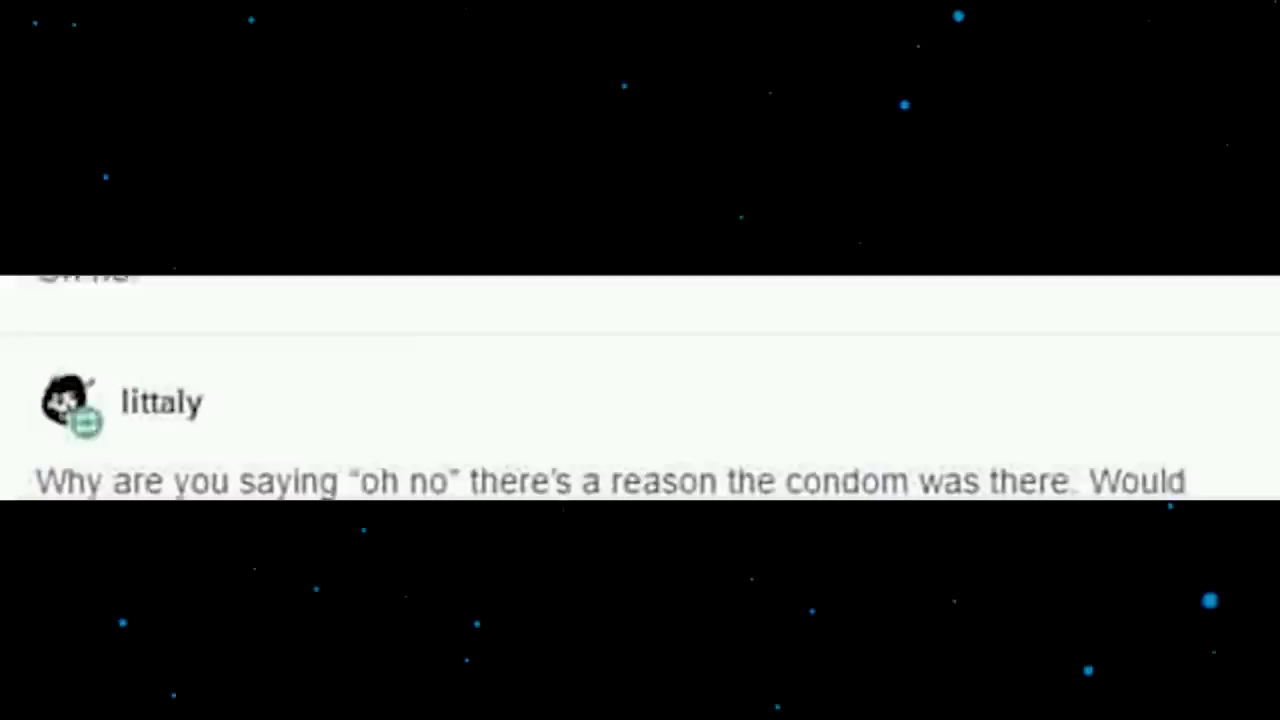 littaly
Why are you saying “oh no” there's a reason the condom was there. Would